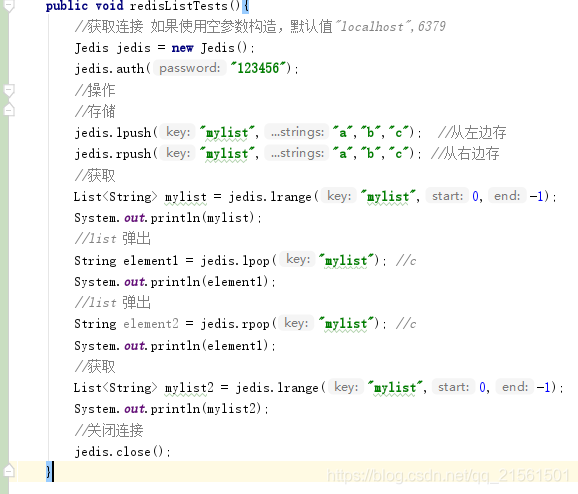 public void redisListTests(){
//获取连接 如果使用空参数构造，默认值"localhost",6379
Jedis jedis = new Jedis();
jedis.auth( password: "123456");
//操作
//存储
jedis.lpush( key: "mylist", ...strings: "a","b","c"); //从左边存
jedis.rpush( key: "mylist", ...strings: "a","b","c"); //从右边存
//获取
List<String> mylist = jedis.lrange( key: "mylist", start: 0, end: -1);
System.out.println(mylist);
//list 弹出
String element1 = jedis.lpop( key: "mylist"); //c
System.out.println(element1);
//list 弹出
String element2 = jedis.rpop( key: "mylist"); //c
System.out.println(element1);
//获取
List<String> mylist2 = jedis.lrange( key: "mylist", start: 0, end: -1);
System.out.println(mylist2);
//关闭连接
jedis.close();
}
https://blog.csdn.net/qq_21561501